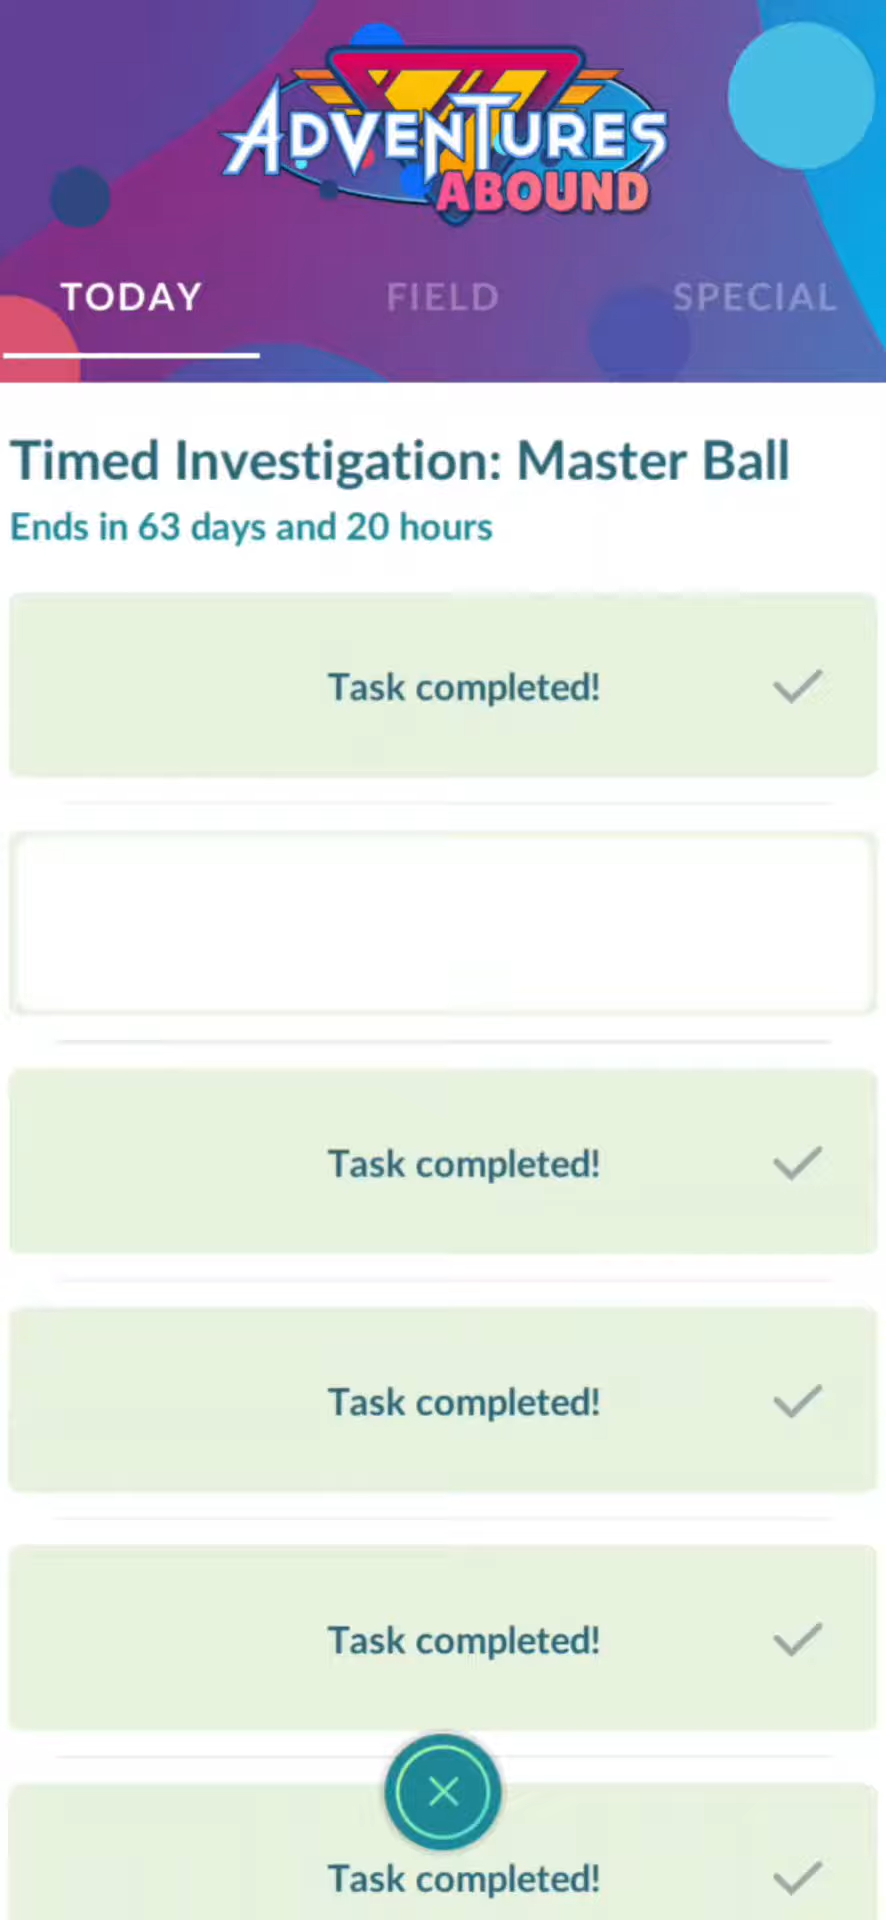 ADVENTURES
ABOUND
TODAY
FIELD
SPECIAL
Timed Investigation: Master Ball
Ends in 63 days and 20 hours
Task completed!
Task completed!
Task completed!
Task completed!
Task completed!